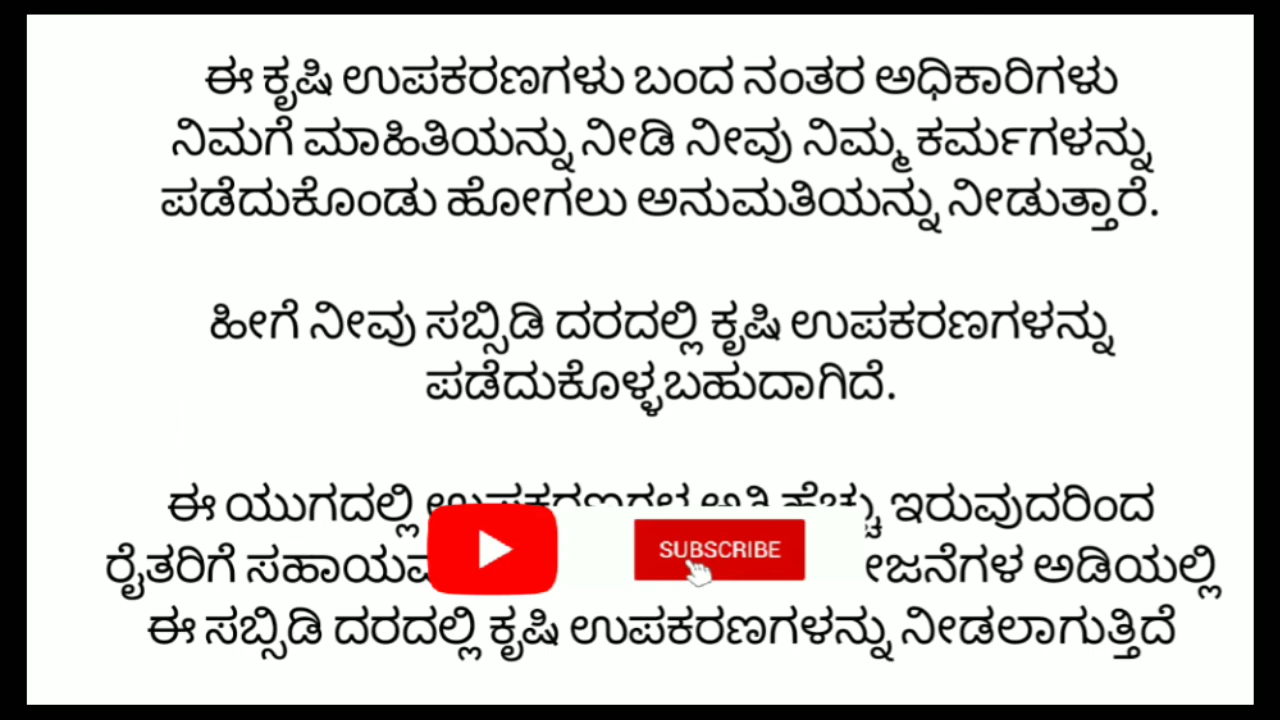 ಈ ಕೃಷಿ ಉಪಕರಣಗಳು ಬಂದ ನಂತರ ಅಧಿಕಾರಿಗಳು
ನಿಮಗೆ ಮಾಹಿತಿಯನ್ನು ನೀಡಿ ನೀವು ನಿಮ್ಮ ಕರ್ಮಗಳನ್ನು
ಪಡೆದುಕೊಂಡು ಹೋಗಲು ಅನುಮತಿಯನ್ನು ನೀಡುತ್ತಾರೆ.
ಹೀಗೆ ನೀವು ಸಬ್ಸಿಡಿ ದರದಲ್ಲಿ ಕೃಷಿ ಉಪಕರಣಗಳನ್ನು
ಪಡೆದುಕೊಳ್ಳಬಹುದಾಗಿದೆ.
ಈ ಯುಗದಲ್ಲಿ ಇರುವುದರಿಂದ
ರೈತರಿಗೆ SUBSCRIBE ಅಡಿಯಲ್ಲಿ
ಈ ಸಬ್ಸಿಡಿ ದರದಲ್ಲಿ ಕೃಷಿ ಉಪಕರಣಗಳನ್ನು ನೀಡಲಾಗುತ್ತಿದೆ